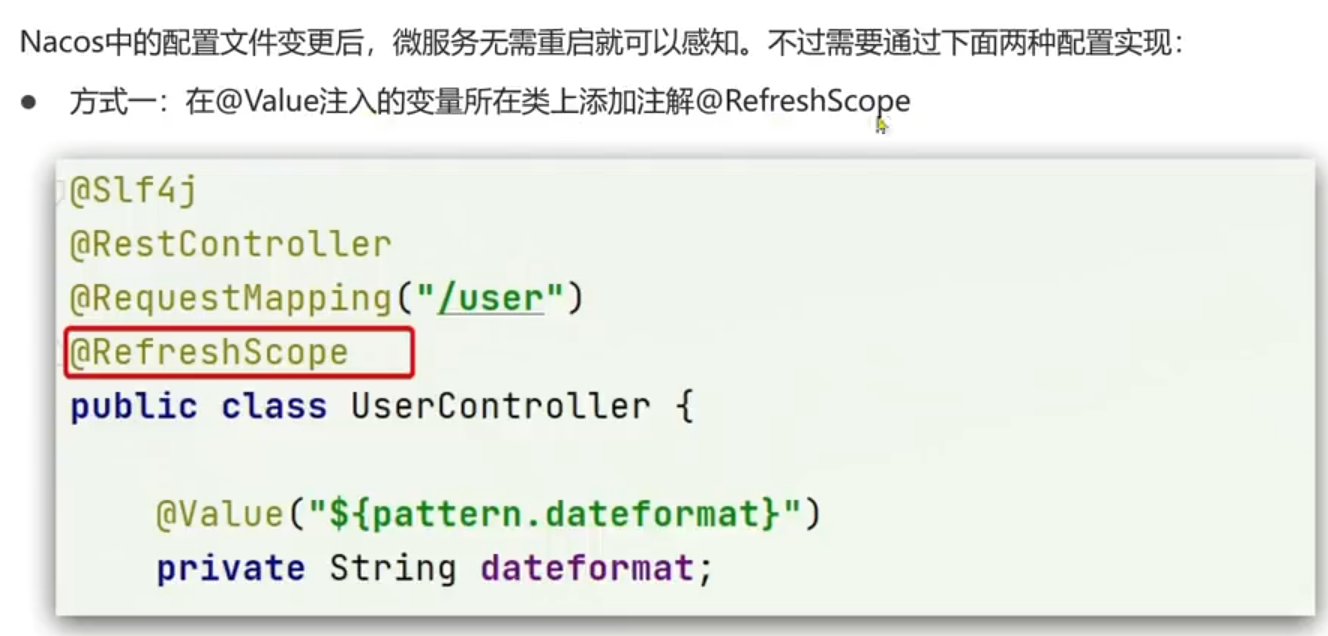 Nacos中的配置文件变更后，微服务无需重启就可以感知。不过需要通过下面两种配置实现：
● 方式一：在@Value注入的变量所在类上添加注解@RefreshScope
@Slf4j
@RestController
@RequestMapping("/user")
@RefreshScope
public class UserController {
@Value("${pattern.dateformat}")
private String dateformat;